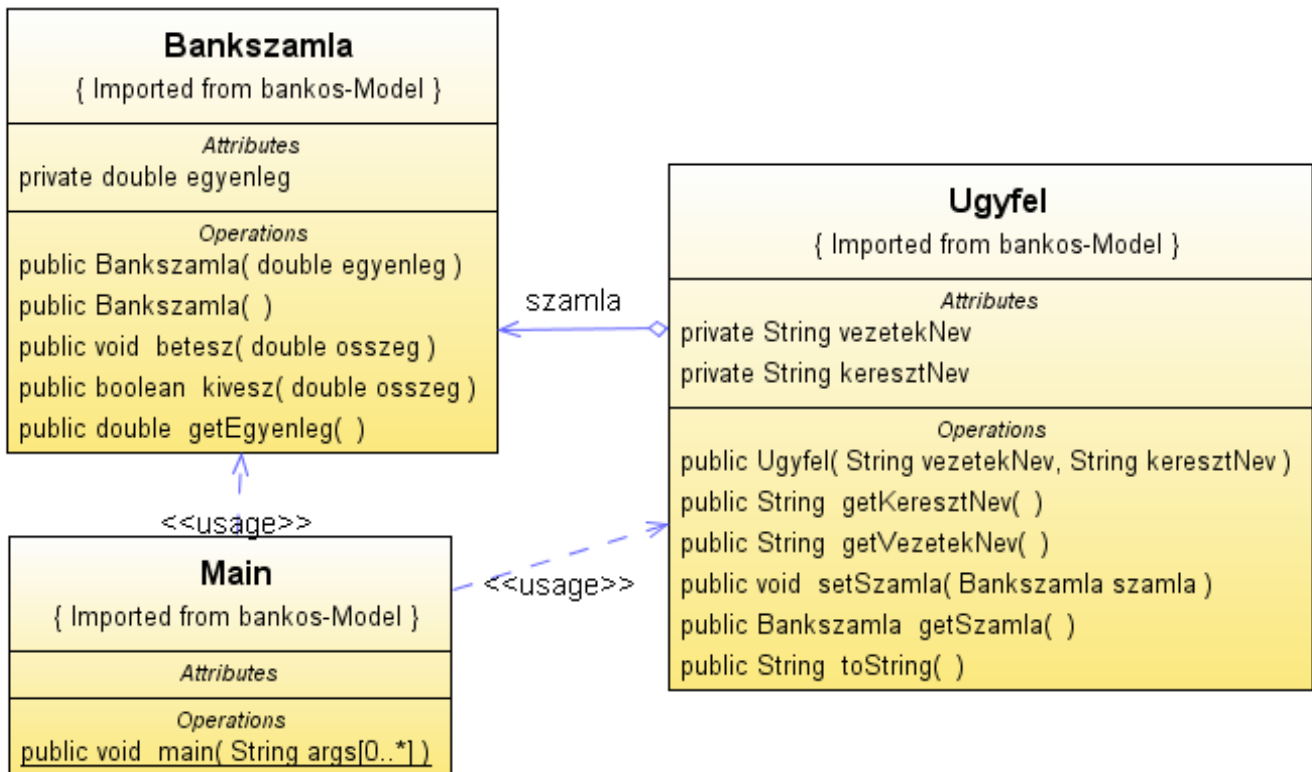 Bankszamla
{ Imported from bankos-Model }
Attributes
private double egyenleg
Operations
public Bankszamla( double egyenleg )
public Bankszamla( )
public void betesz( double osszeg )
public boolean kivesz( double osszeg )
public double getEgyenleg( )
szamla
Ugyfel
{ Imported from bankos-Model }
Attributes
private String vezetekNev
private String keresztNev
Operations
public Ugyfel( String vezetekNev, String keresztNev )
public String getKeresztNev( )
public String getVezetekNev( )
public void setSzamla( Bankszamla szamla )
public Bankszamla getSzamla( )
public String toString( )
<<usage>>
<<usage>>
Main
{ Imported from bankos-Model }
Attributes
Operations
public void main( String args[0..*] )